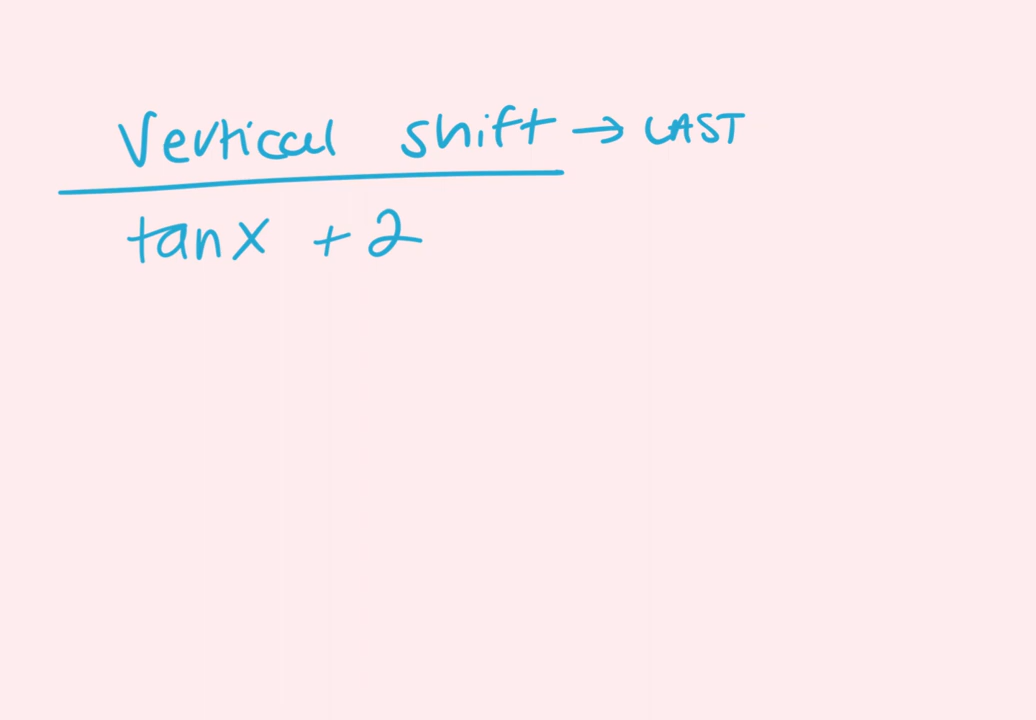 Vertical shift → LAST
tanx + 2